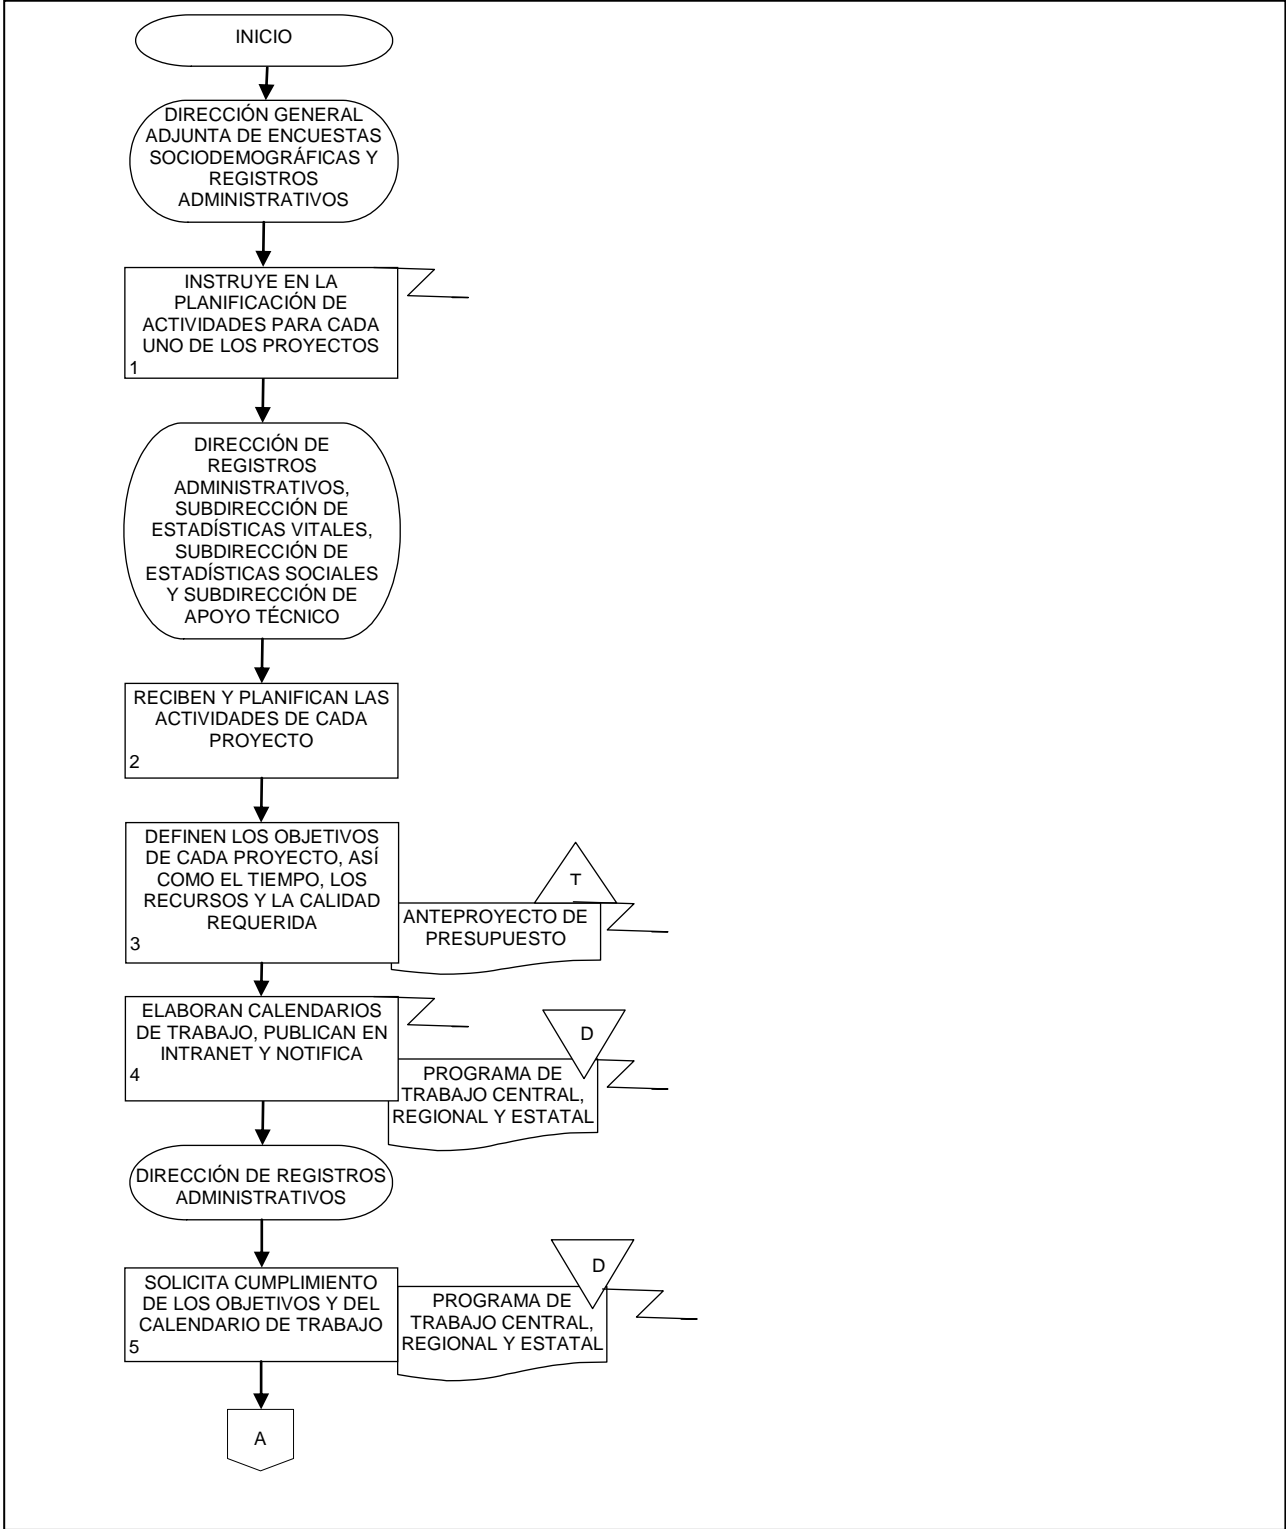 INICIO
DIRECCIÓN GENERAL
ADJUNTA DE ENCUESTAS
SOCIODEMOGRÁFICAS Y
REGISTROS
ADMINISTRATIVOS
INSTRUYE EN LA
PLANIFICACIÓN DE
ACTIVIDADES PARA CADA
UNO DE LOS PROYECTOS
1
DIRECCIÓN DE
REGISTROS
ADMINISTRATIVOS,
SUBDIRECCIÓN DE
ESTADÍSTICAS VITALES,
SUBDIRECCIÓN DE
ESTADÍSTICAS SOCIALES
Y SUBDIRECCIÓN DE
APOYO TÉCNICO
RECIBEN Y PLANIFICAN LAS
ACTIVIDADES DE CADA
PROYECTO
2
DEFINEN LOS OBJETIVOS
DE CADA PROYECTO, ASÍ
COMO EL TIEMPO, LOS
RECURSOS Y LA CALIDAD
REQUERIDA
3
T
ANTEPROYECTO DE
PRESUPUESTO
ELABORAN CALENDARIOS
DE TRABAJO, PUBLICAN EN
INTRANET Y NOTIFICA
4
D
PROGRAMA DE
TRABAJO CENTRAL,
REGIONAL Y ESTATAL
DIRECCIÓN DE REGISTROS
ADMINISTRATIVOS
SOLICITA CUMPLIMIENTO
DE LOS OBJETIVOS Y DEL
CALENDARIO DE TRABAJO
5
D
PROGRAMA DE
TRABAJO CENTRAL,
REGIONAL Y ESTATAL
A